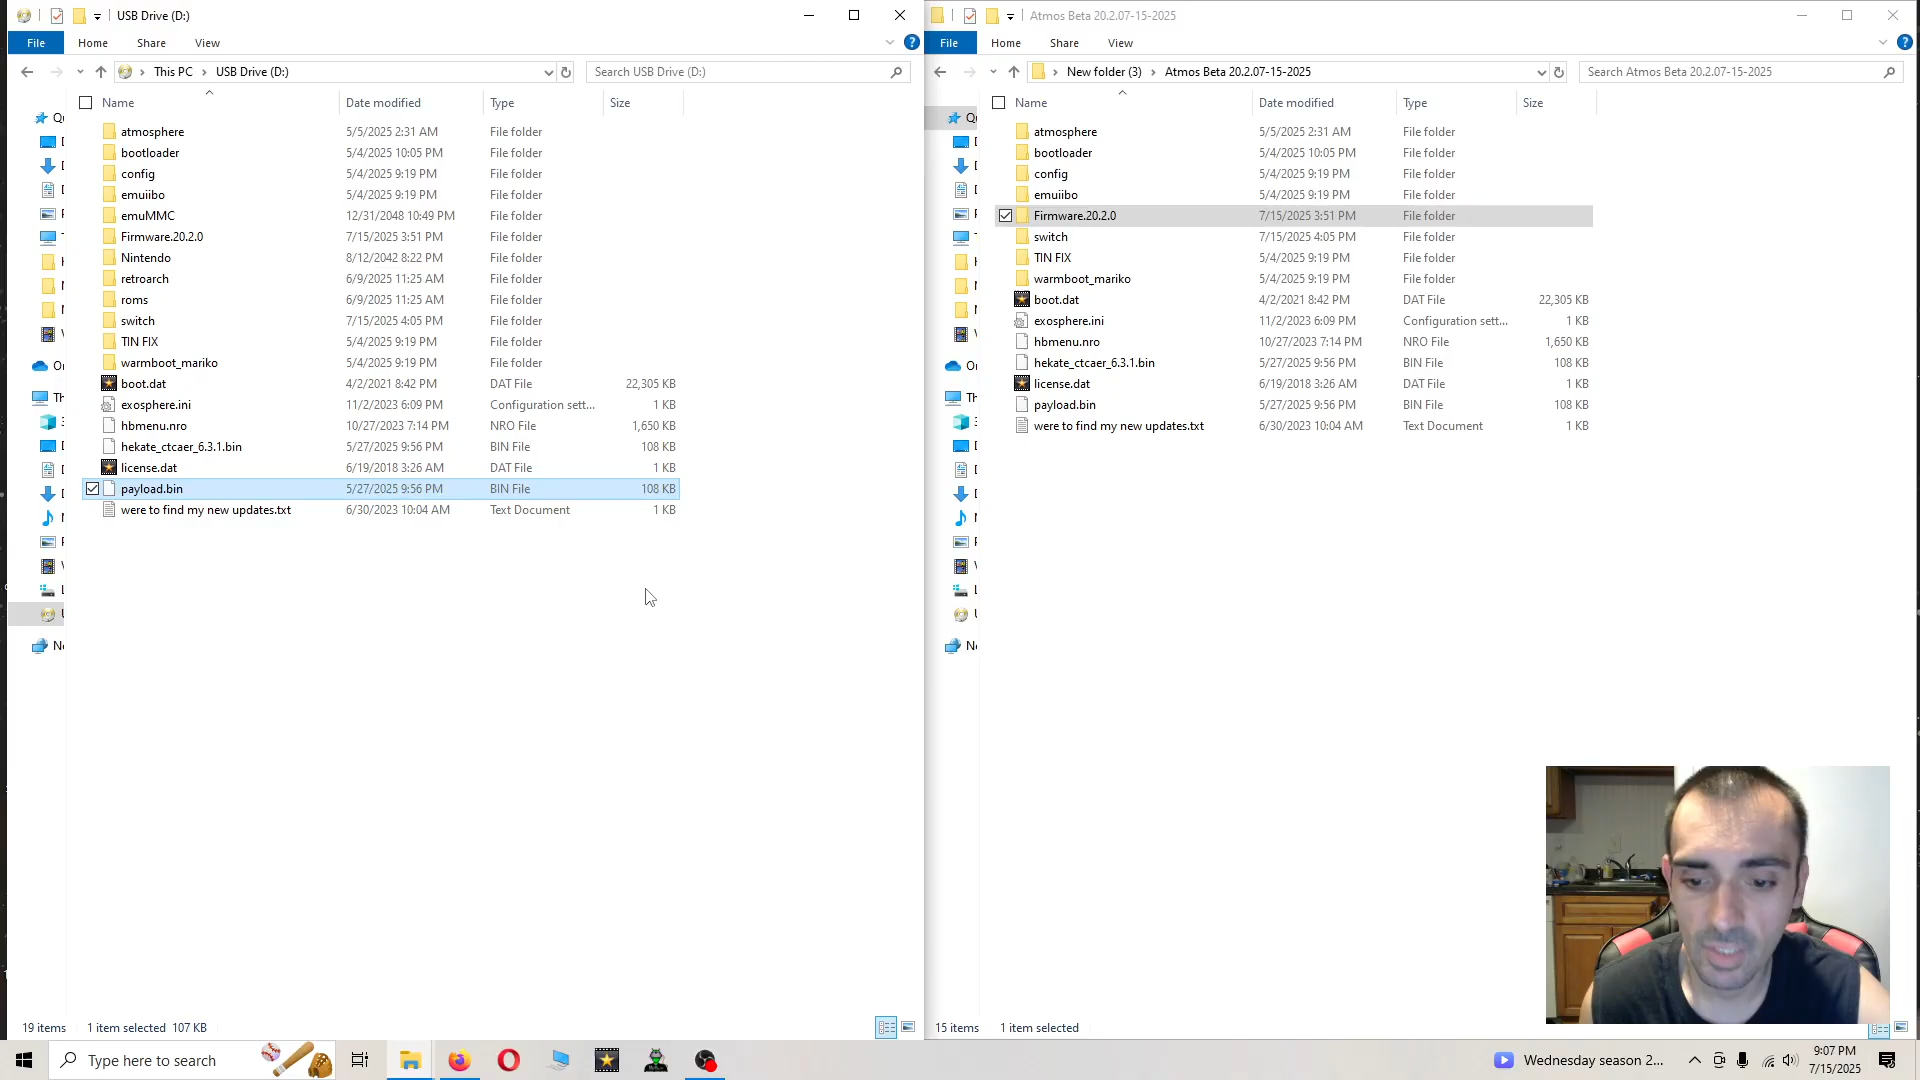 USB Drive (D:)
File Home Share View
This PC > USB Drive (D:) Search USB Drive (D:)
Name Date modified Type Size
atmosphere 5/5/2025 2:31 AM File folder
bootloader 5/4/2025 10:05 PM File folder
config 5/4/2025 9:19 PM File folder
emuiibo 5/4/2025 9:19 PM File folder
emuMMC 12/31/2048 10:49 PM File folder
Firmware.20.2.0 7/15/2025 3:51 PM File folder
Nintendo 8/12/2042 8:22 PM File folder
retroarch 6/9/2025 11:25 AM File folder
roms 6/9/2025 11:25 AM File folder
switch 7/15/2025 4:05 PM File folder
TIN FIX 5/4/2025 9:19 PM File folder
warmboot_mariko 5/4/2025 9:19 PM File folder
boot.dat 4/2/2021 8:42 PM DAT File 22,305 KB
exosphere.ini 11/2/2023 6:09 PM Configuration sett... 1 KB
hbmenu.nro 10/27/2023 7:14 PM NRO File 1,650 KB
hekate_ctcaer_6.3.1.bin 5/27/2025 9:56 PM BIN File 108 KB
license.dat 6/19/2018 3:26 AM DAT File 1 KB
payload.bin 5/27/2025 9:56 PM BIN File 108 KB
were to find my new updates.txt 6/30/2023 10:04 AM Text Document 1 KB
19 items 1 item selected 107 KB
Atmos Beta 20.2.07-15-2025
File Home Share View
> New folder (3) > Atmos Beta 20.2.07-15-2025 Search Atmos Beta 20.2.07-15-2025
Name Date modified Type Size
atmosphere 5/5/2025 2:31 AM File folder
bootloader 5/4/2025 10:05 PM File folder
config 5/4/2025 9:19 PM File folder
emuiibo 5/4/2025 9:19 PM File folder
Firmware.20.2.0 7/15/2025 3:51 PM File folder
switch 7/15/2025 4:05 PM File folder
TIN FIX 5/4/2025 9:19 PM File folder
warmboot_mariko 5/4/2025 9:19 PM File folder
boot.dat 4/2/2021 8:42 PM DAT File 22,305 KB
exosphere.ini 11/2/2023 6:09 PM Configuration sett... 1 KB
hbmenu.nro 10/27/2023 7:14 PM NRO File 1,650 KB
hekate_ctcaer_6.3.1.bin 5/27/2025 9:56 PM BIN File 108 KB
license.dat 6/19/2018 3:26 AM DAT File 1 KB
payload.bin 5/27/2025 9:56 PM BIN File 108 KB
were to find my new updates.txt 6/30/2023 10:04 AM Text Document 1 KB
15 items 1 item selected
Type here to search
Wednesday season 2...
9:07 PM
7/15/2025